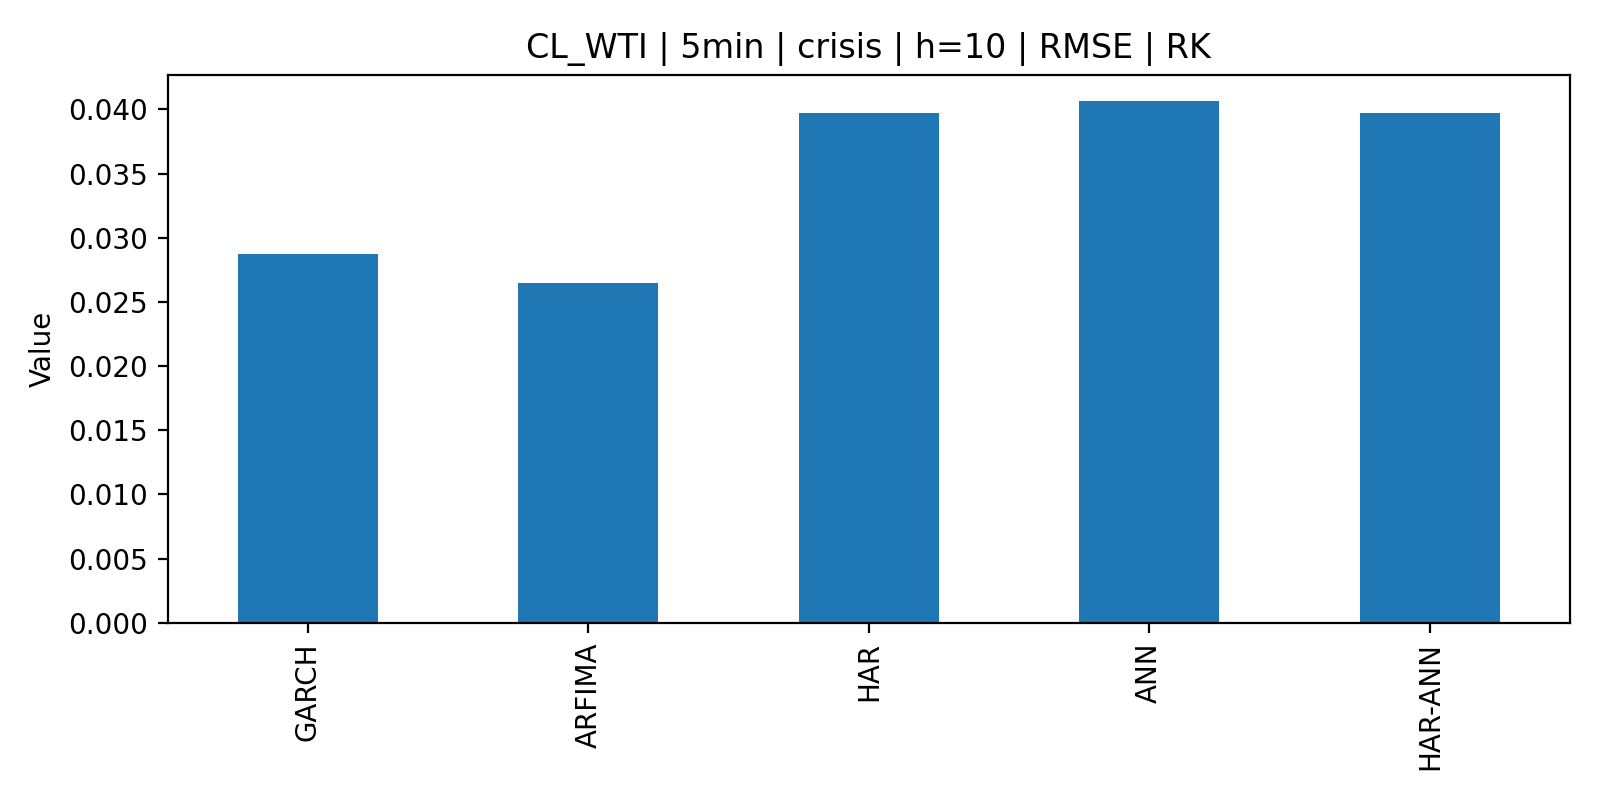 CL_WTI | 5min | crisis | h=10 | RMSE | RK
Value
0.040
0.035
0.030
0.025
0.020
0.015
0.010
0.005
0.000
GARCH
ARFIMA
HAR
ANN
HAR-ANN